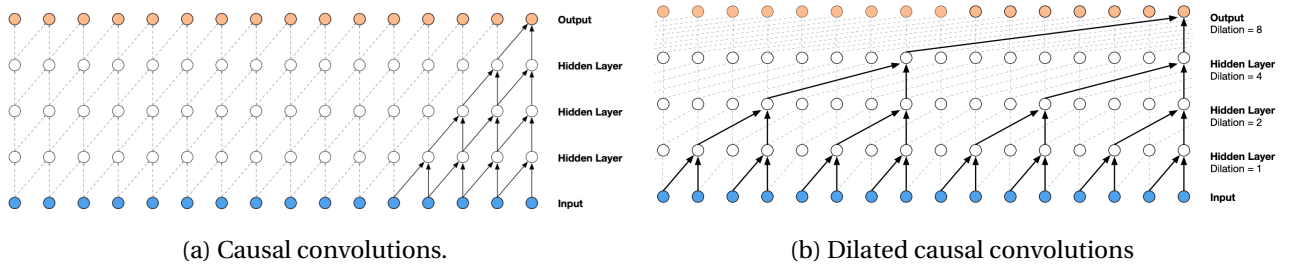 Output
Hidden Layer
Hidden Layer
Hidden Layer
Input
(a) Causal convolutions.
Output
Dilation = 8
Hidden Layer
Dilation = 4
Hidden Layer
Dilation = 2
Hidden Layer
Dilation = 1
Input
(b) Dilated causal convolutions